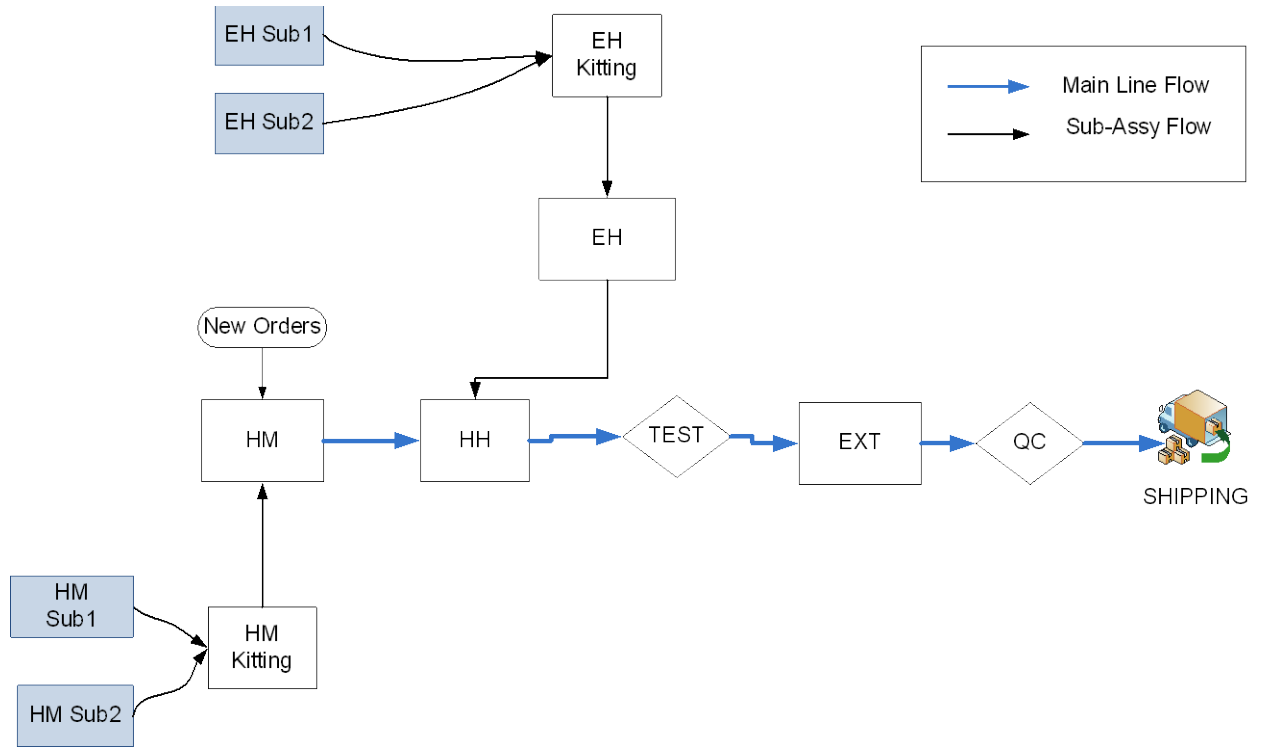 EH Sub1
EH
Kitting
Main Line Flow
EH Sub2
Sub-Assy Flow
EH
New Orders
HM
HH
TEST
EXT
QC
SHIPPING
HM
Sub1
HM
Kitting
HM Sub2